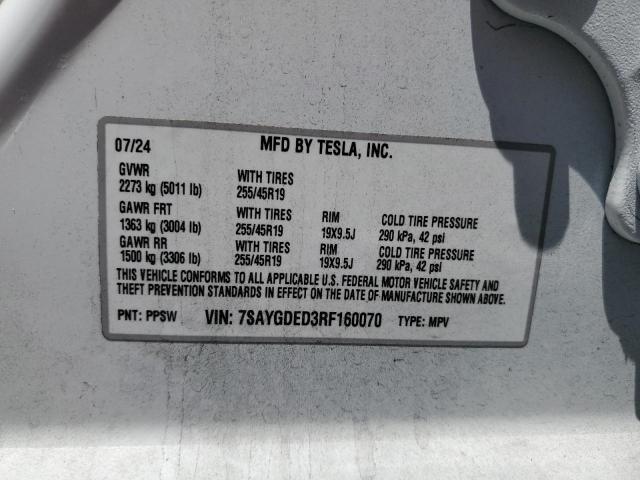 07/24 MFD BY TESLA, INC.
GVWR WITH TIRES
2273 kg (5011 lb) 255/45R19
GAWR FRT WITH TIRES RIM COLD TIRE PRESSURE
1363 kg (3004 lb) 255/45R19 19X9.5J 290 kPa, 42 psi
GAWR RR WITH TIRES RIM COLD TIRE PRESSURE
1500 kg (3306 lb) 255/45R19 19X9.5J 290 kPa, 42 psi
THIS VEHICLE CONFORMS TO ALL APPLICABLE U.S. FEDERAL MOTOR VEHICLE SAFETY AND
THEFT PREVENTION STANDARDS IN EFFECT ON THE DATE OF MANUFACTURE SHOWN ABOVE.
PNT: PPSW VIN: 7SAYGDED3RF160070 TYPE: MPV